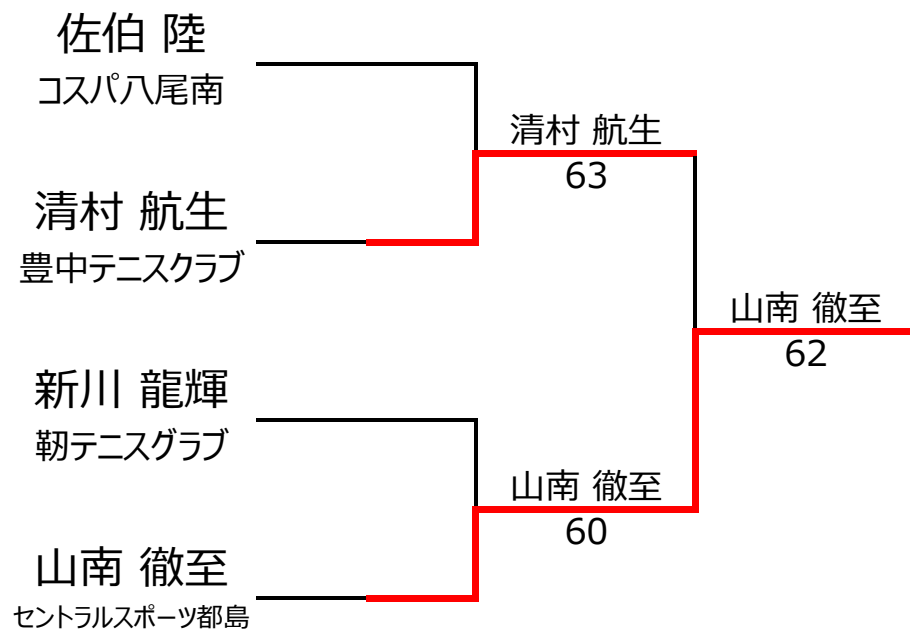 佐伯 陸
コスパ八尾南
清村 航生
63
清村 航生
豊中テニスクラブ
山南 徹至
62
新川 龍輝
靭テニスグラブ
山南 徹至
60
山南 徹至
セントラルスポーツ都島